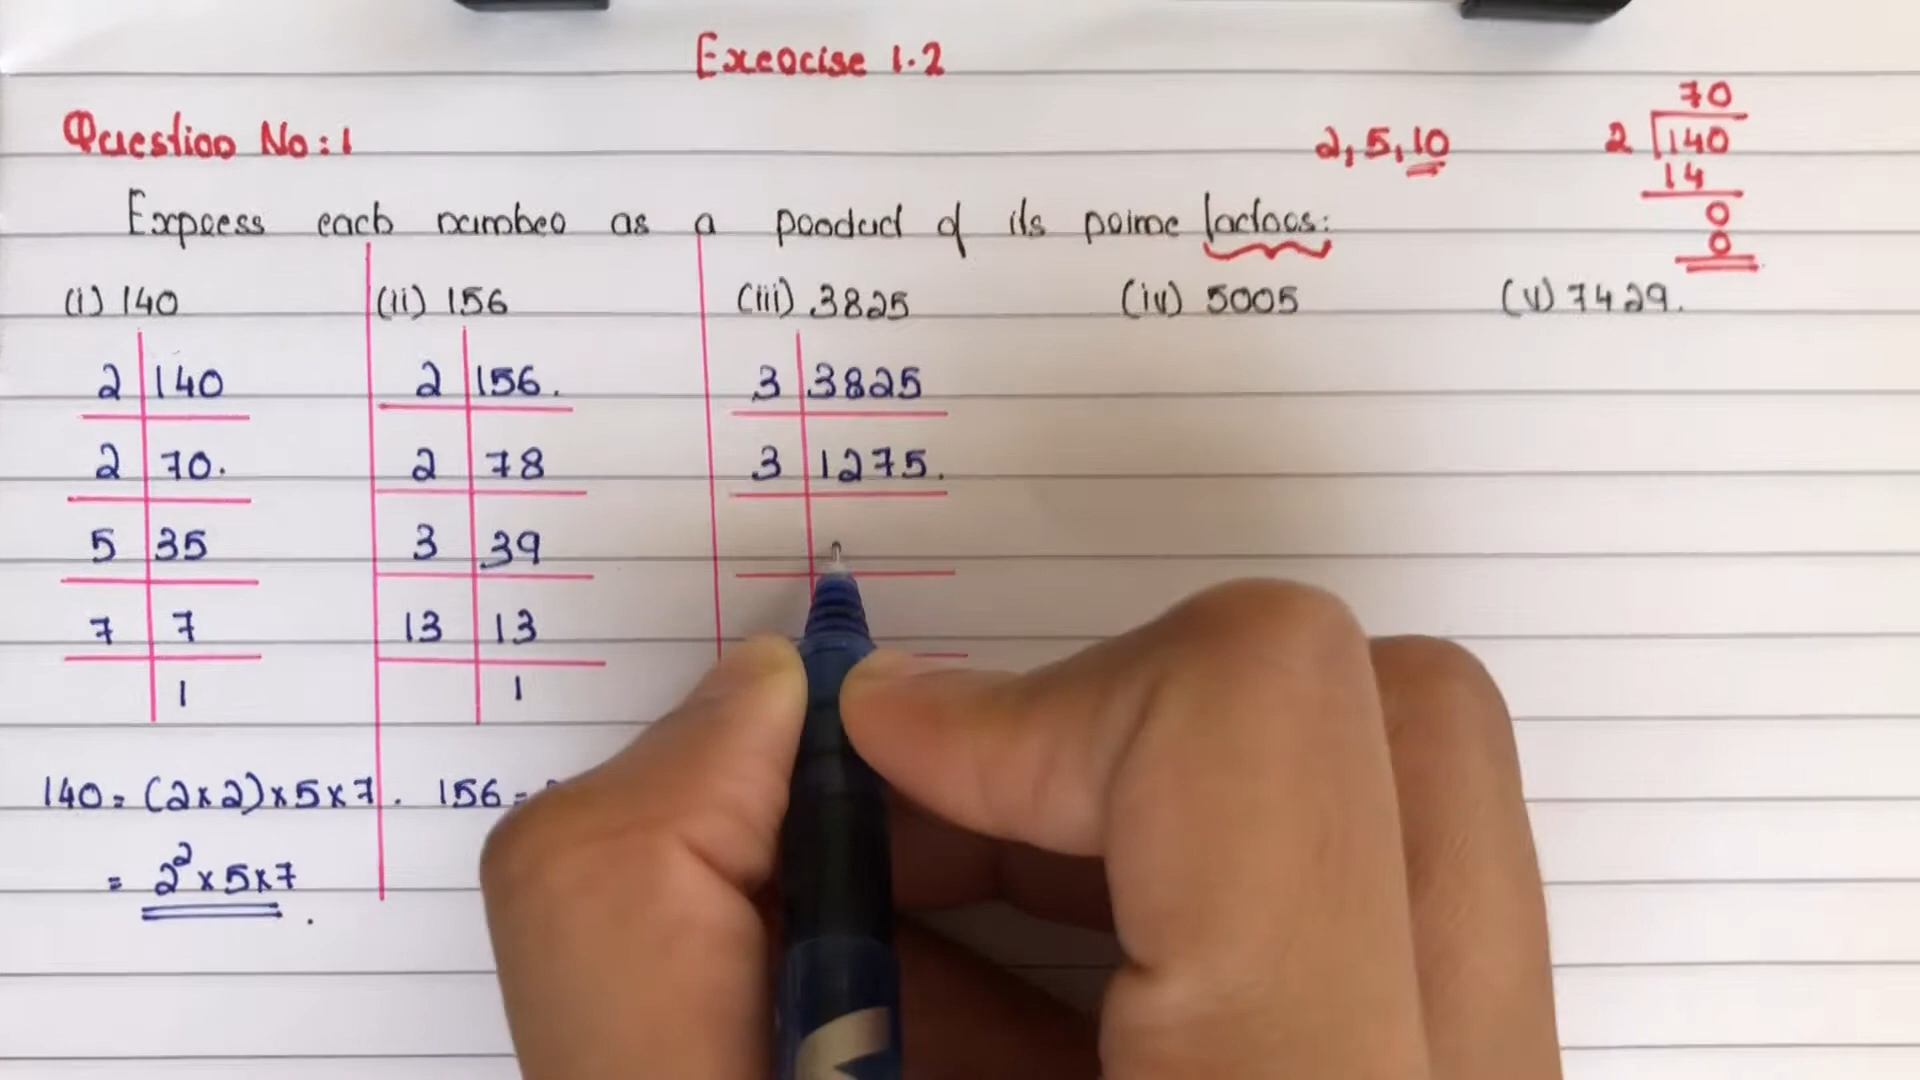 Exercise 1.2
Question No: 1
2, 5, 10
70
2 140
14
0
0
Express each number as a product of its prime factors:
(i) 140 (ii) 156 (iii) 3825 (iv) 5005 (v) 7429.
2 140 2 156. 3 3825
2 70. 2 78 3 1275.
5 35 3 39
7 7 13 13
1 1
140 = (2×2)×5×7. 156 =
= 2² × 5×7